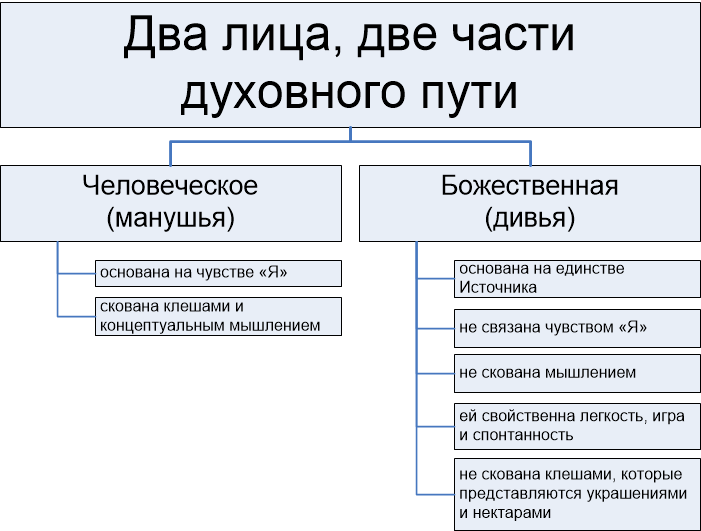 Два лица, две части
духовного пути
Человеческое
(манушья)
основана на чувстве «Я»
скована клешами и
концептуальным мышлением
Божественная
(дивья)
основана на единстве
Источника
не связана чувством «Я»
не скована мышлением
ей свойственна легкость, игра
и спонтанность
не скована клешами, которые
представляются украшениями
и нектарами